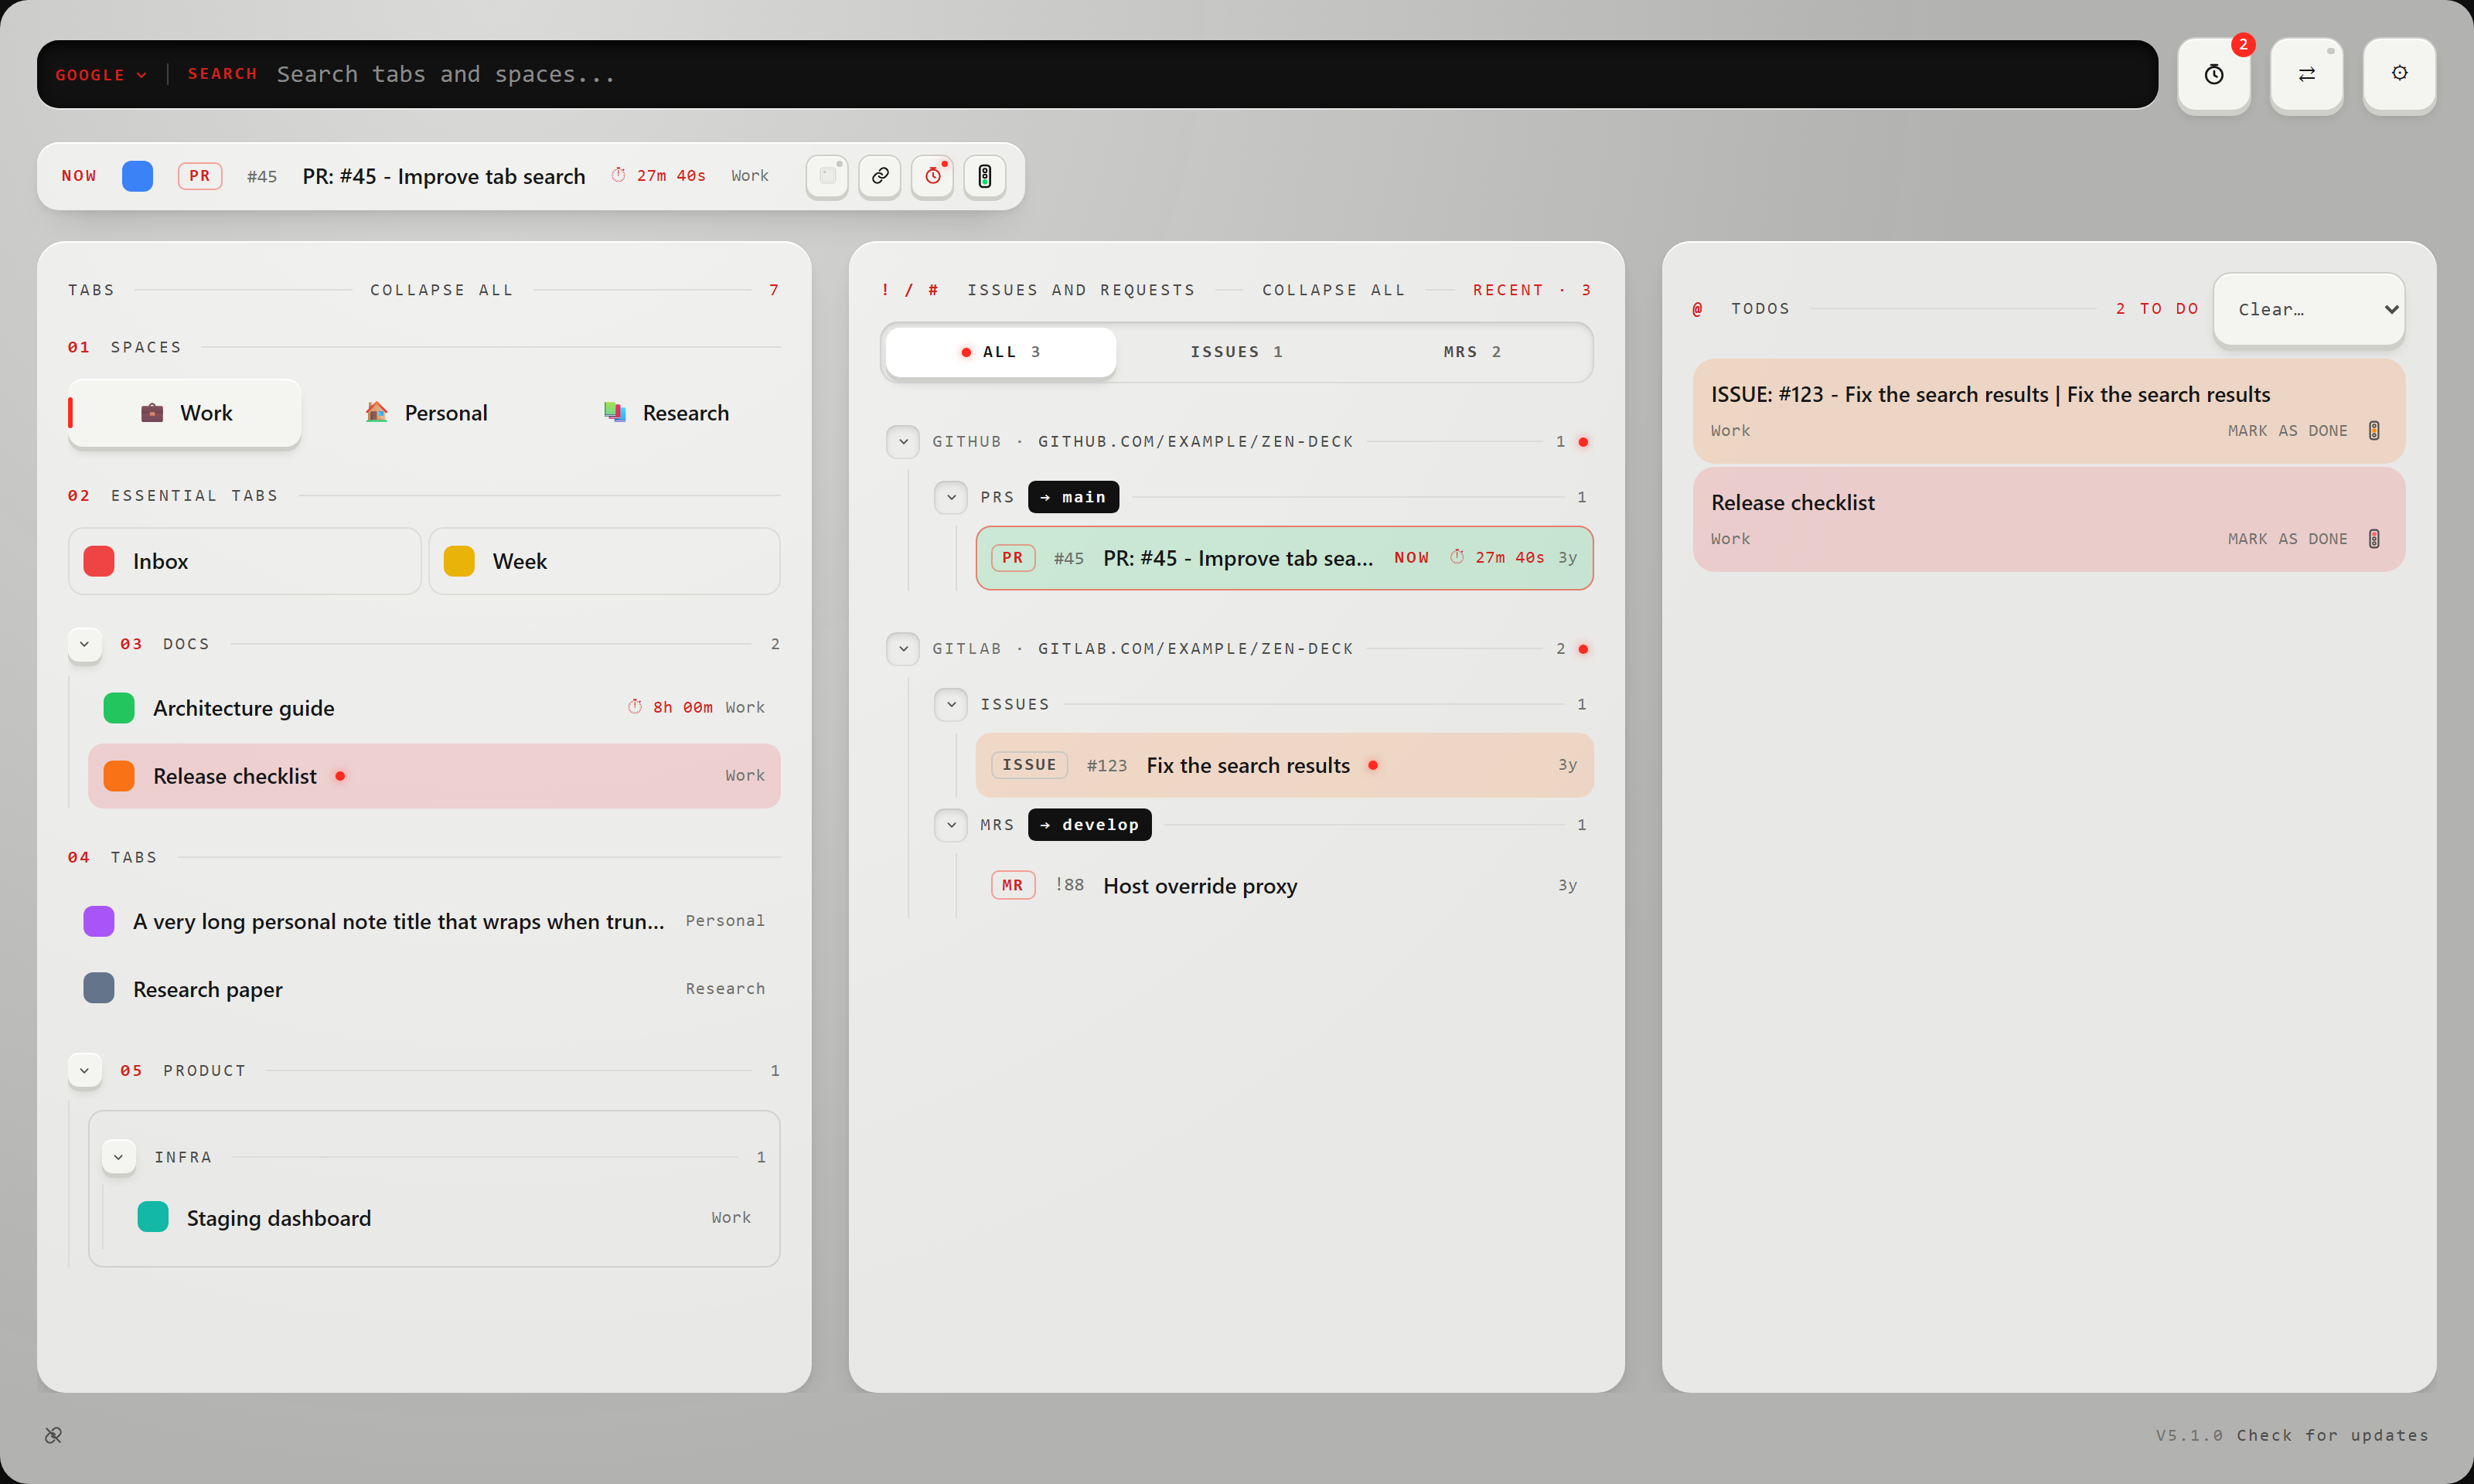 GOOGLE SEARCH Search tabs and spaces...
2
NOW PR #45 PR: #45 - Improve tab search 27m 40s Work
TABS COLLAPSE ALL 7
01 SPACES
Work Personal Research
02 ESSENTIAL TABS
Inbox Week
03 DOCS 2
Architecture guide 8h 00m Work
Release checklist Work
04 TABS
A very long personal note title that wraps when trun... Personal
Research paper Research
05 PRODUCT 1
INFRA 1
Staging dashboard Work
! / # ISSUES AND REQUESTS COLLAPSE ALL RECENT · 3
ALL 3 ISSUES 1 MRS 2
GITHUB · GITHUB.COM/EXAMPLE/ZEN-DECK 1
PRS → main 1
PR #45 PR: #45 - Improve tab sea... NOW 27m 40s 3y
GITLAB · GITLAB.COM/EXAMPLE/ZEN-DECK 2
ISSUES 1
ISSUE #123 Fix the search results 3y
MRS → develop 1
MR !88 Host override proxy 3y
@ TODOS 2 TO DO Clear…
ISSUE: #123 - Fix the search results | Fix the search results
Work MARK AS DONE
Release checklist
Work MARK AS DONE
V5.1.0 Check for updates